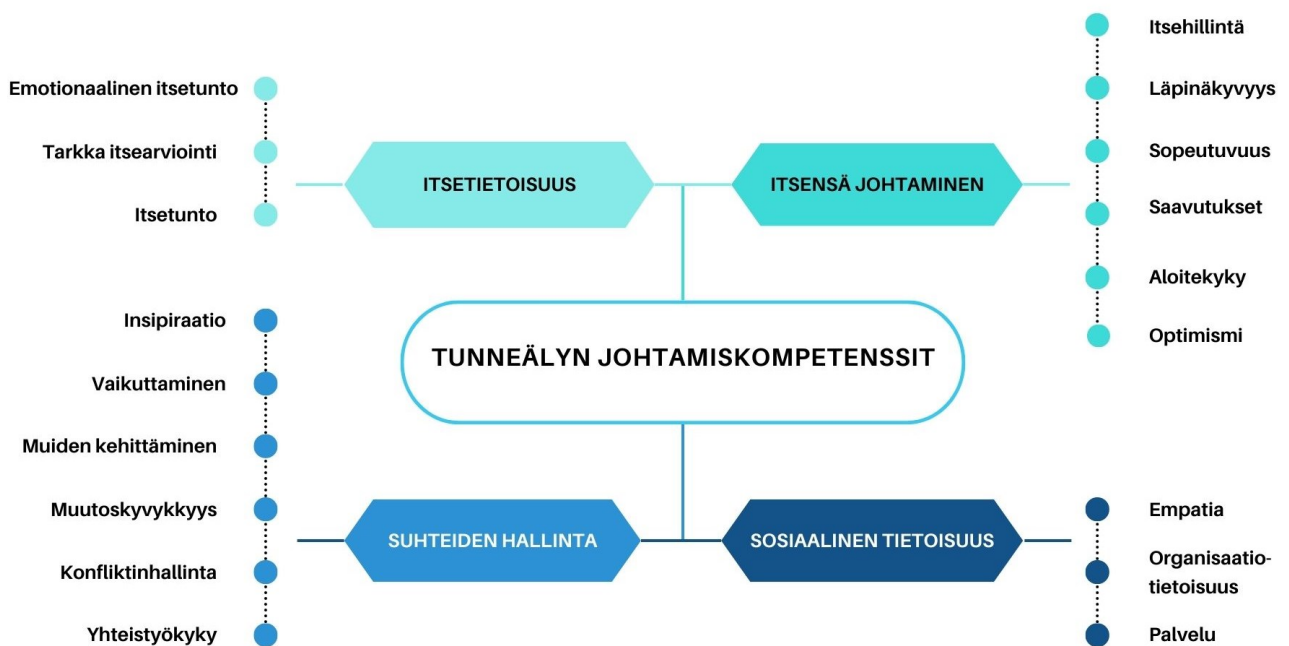 Emotionaalinen itsetunto
Tarkka itsearviointi
Itsetunto
ITSETIETOISUUS
ITSENSÄ JOHTAMINEN
Itsehillintä
Läpinäkyvyys
Sopeutuvuus
Saavutukset
Aloitekyky
Optimismi
TUNNEÄLYN JOHTAMISKOMPETENSSIT
Insipiraatio
Vaikuttaminen
Muiden kehittäminen
Muutoskyvykkyys
Konfliktinhallinta
Yhteistyökyky
SUHTEIDEN HALLINTA
SOSIAALINEN TIETOISUUS
Empatia
Organisaatio-
tietoisuus
Palvelu